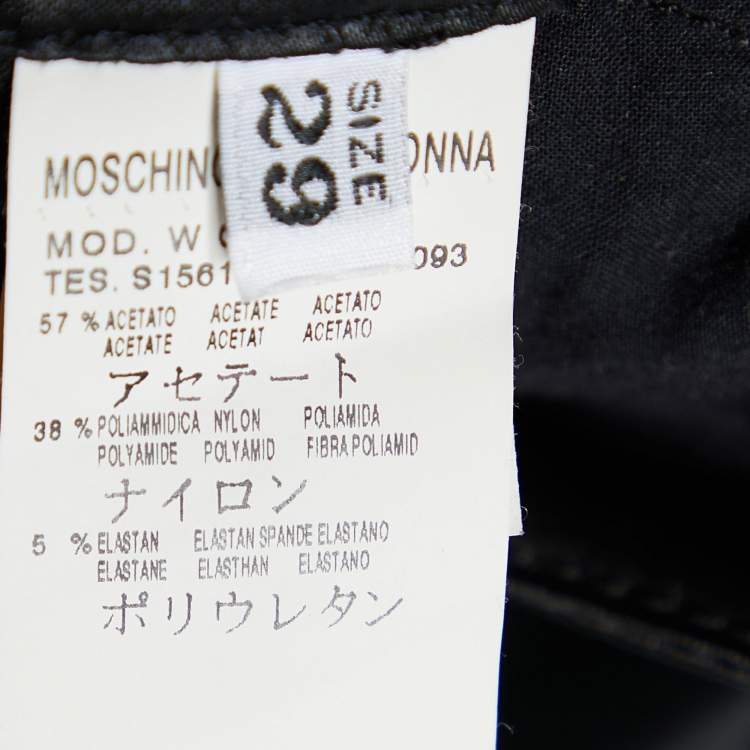 SIZE
29
MOSCHINO
MOD. W
TES. S1561 093
57 % ACETATO ACETATE ACETATO
ACETATE ACETAT ACETATO
アセテート
38 % POLIAMMIDICA NYLON POLIAMIDA
POLYAMIDE POLYAMID FIBRA POLIAMID
ナイロン
5 % ELASTAN ELASTAN SPANDE ELASTANO
ELASTANE ELASTHAN ELASTANO
ポリウレタン